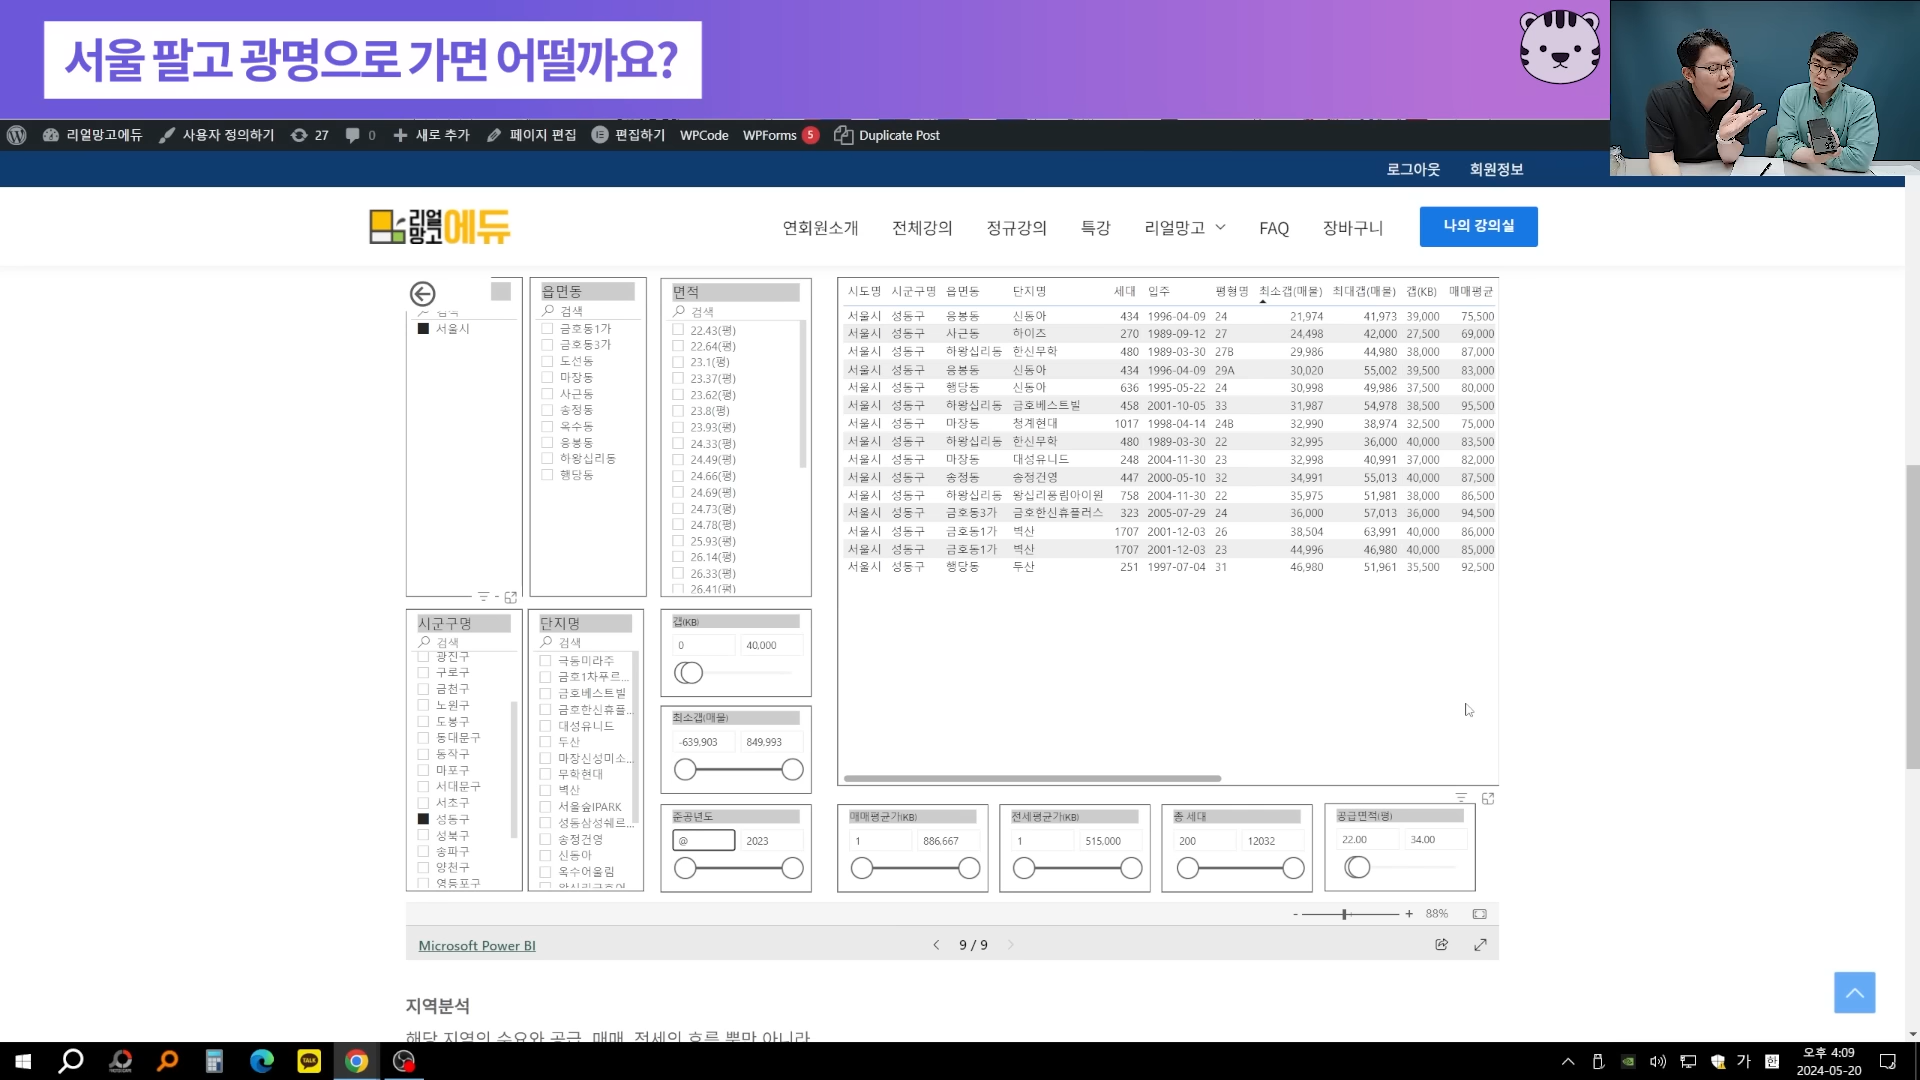 서울 팔고 광명으로 가면 어떨까요?
리얼망고에듀 사용자 정의하기 27 0 새로 추가 페이지 편집 편집하기 WPCode WPForms 5 Duplicate Post
로그아웃 회원정보
리얼망고에듀 연회원소개 전체강의 정규강의 특강 리얼망고 FAQ 장바구니 나의 강의실
서울시
읍면동
검색
금호동1가
금호동3가
도선동
마장동
사근동
송정동
옥수동
응봉동
하왕십리동
행당동
면적
검색
22.43(평)
22.64(평)
23.1(평)
23.37(평)
23.62(평)
23.8(평)
23.93(평)
24.33(평)
24.49(평)
24.66(평)
24.69(평)
24.73(평)
24.78(평)
25.93(평)
26.14(평)
26.33(평)
26.41(평)
시도명 시군구명 읍면동 단지명 세대 입주 평형명 최소갭(매물) 최대갭(매물) 갭(KB) 매매평균
서울시 성동구 응봉동 신동아 434 1996-04-09 24 21,974 41,973 39,000 75,500
서울시 성동구 사근동 하이츠 270 1989-09-12 27 24,498 42,000 27,500 69,000
서울시 성동구 하왕십리동 한신무학 480 1989-03-30 27B 29,986 44,980 38,000 87,000
서울시 성동구 응봉동 신동아 434 1996-04-09 29A 30,020 55,002 39,500 83,000
서울시 성동구 행당동 신동아 636 1995-05-22 24 30,998 49,986 37,500 80,000
서울시 성동구 하왕십리동 금호베스트빌 458 2001-10-05 33 31,987 54,978 38,500 95,500
서울시 성동구 마장동 청계현대 1017 1998-04-14 24B 32,990 38,974 32,500 75,000
서울시 성동구 하왕십리동 한신무학 480 1989-03-30 22 32,995 36,000 40,000 83,500
서울시 성동구 마장동 대성유니드 248 2004-11-30 23 32,998 40,991 37,000 82,000
서울시 성동구 송정동 송정건영 447 2000-05-10 32 34,991 55,013 40,000 87,500
서울시 성동구 하왕십리동 왕십리풍림아이원 758 2004-11-30 22 35,975 51,981 38,000 86,500
서울시 성동구 금호동3가 금호한신휴플러스 323 2005-07-29 24 36,000 57,013 36,000 94,500
서울시 성동구 금호동1가 벽산 1707 2001-12-03 26 38,504 63,991 40,000 86,000
서울시 성동구 금호동1가 벽산 1707 2001-12-03 23 44,996 46,980 40,000 85,000
서울시 성동구 행당동 두산 251 1997-07-04 31 46,980 51,961 35,500 92,500
시군구명
검색
광진구
구로구
금천구
노원구
도봉구
동대문구
동작구
마포구
서대문구
서초구
성동구
성북구
송파구
양천구
영등포구
단지명
검색
극동미라주
금호1차푸르...
금호베스트빌
금호한신휴플...
대성유니드
두산
마장신성미소...
무학현대
벽산
서울숲IPARK
성동삼성쉐르...
송정건영
신동아
옥수어울림
갭(KB)
0 40,000
최소갭(매물)
-639,903 849,993
준공년도
@ 2023
매매평균가(KB)
1 886.667
전세평균가(KB)
1 515.000
총 세대
200 12032
공급면적(평)
22.00 34.00
- + 88%
Microsoft Power BI 9 / 9
지역분석
해당 지역의 수요와 공급, 매매, 전세의 흐름 뿐만 아니라
TALK 가 한 오후 4:09
2024-05-20